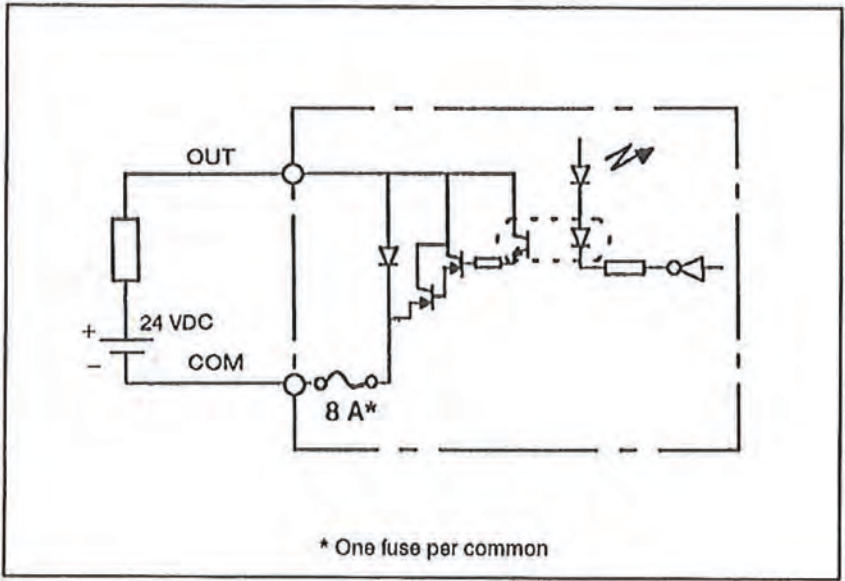 OUT
+
24 VDC
−
COM
8 A*
* One fuse per common